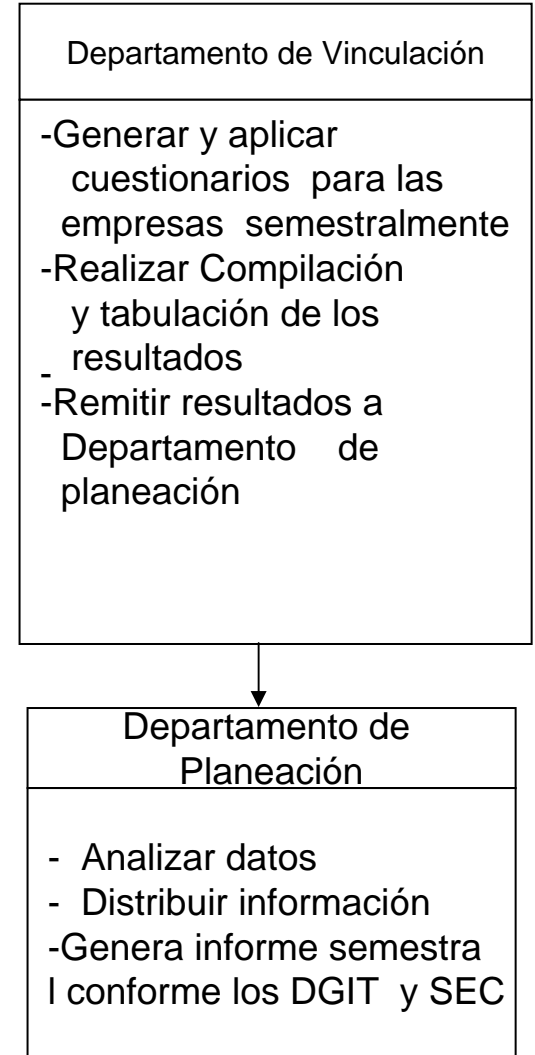 Departamento de Vinculación
-Generar y aplicar
cuestionarios para las
empresas semestralmente
-Realizar Compilación
y tabulación de los
resultados
-
-Remitir resultados a
Departamento de
planeación
Departamento de
Planeación
- Analizar datos
- Distribuir información
-Genera informe semestra
l conforme los DGIT y SEC